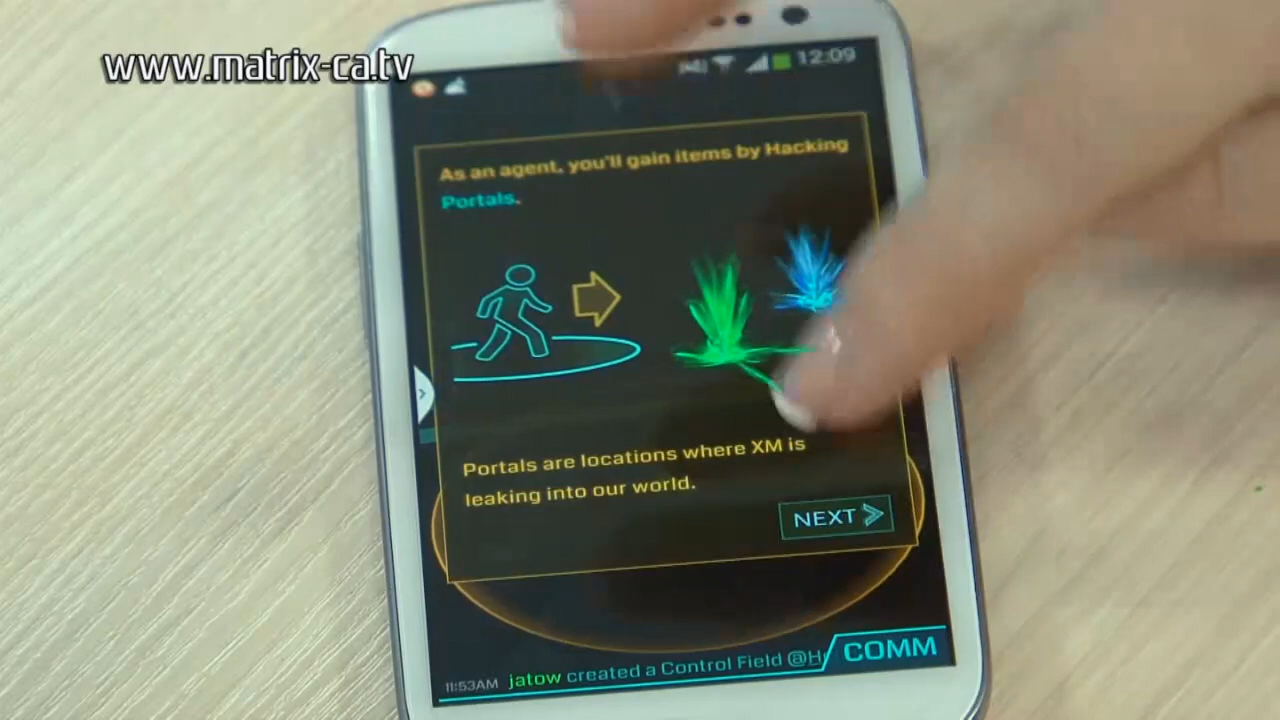 www.matrix-ca.tv
12:09
As an agent, you'll gain items by Hacking
Portals.
Portals are locations where XM is
leaking into our world.
NEXT
11:53AM jatow created a Control Field @H
COMM